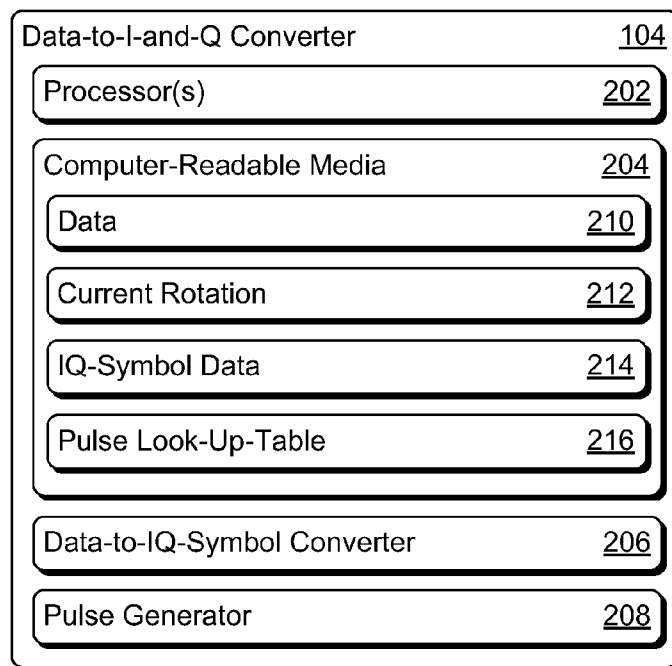 Data-to-I-and-Q Converter 104
Processor(s) 202
Computer-Readable Media 204
Data 210
Current Rotation 212
IQ-Symbol Data 214
Pulse Look-Up-Table 216
Data-to-IQ-Symbol Converter 206
Pulse Generator 208